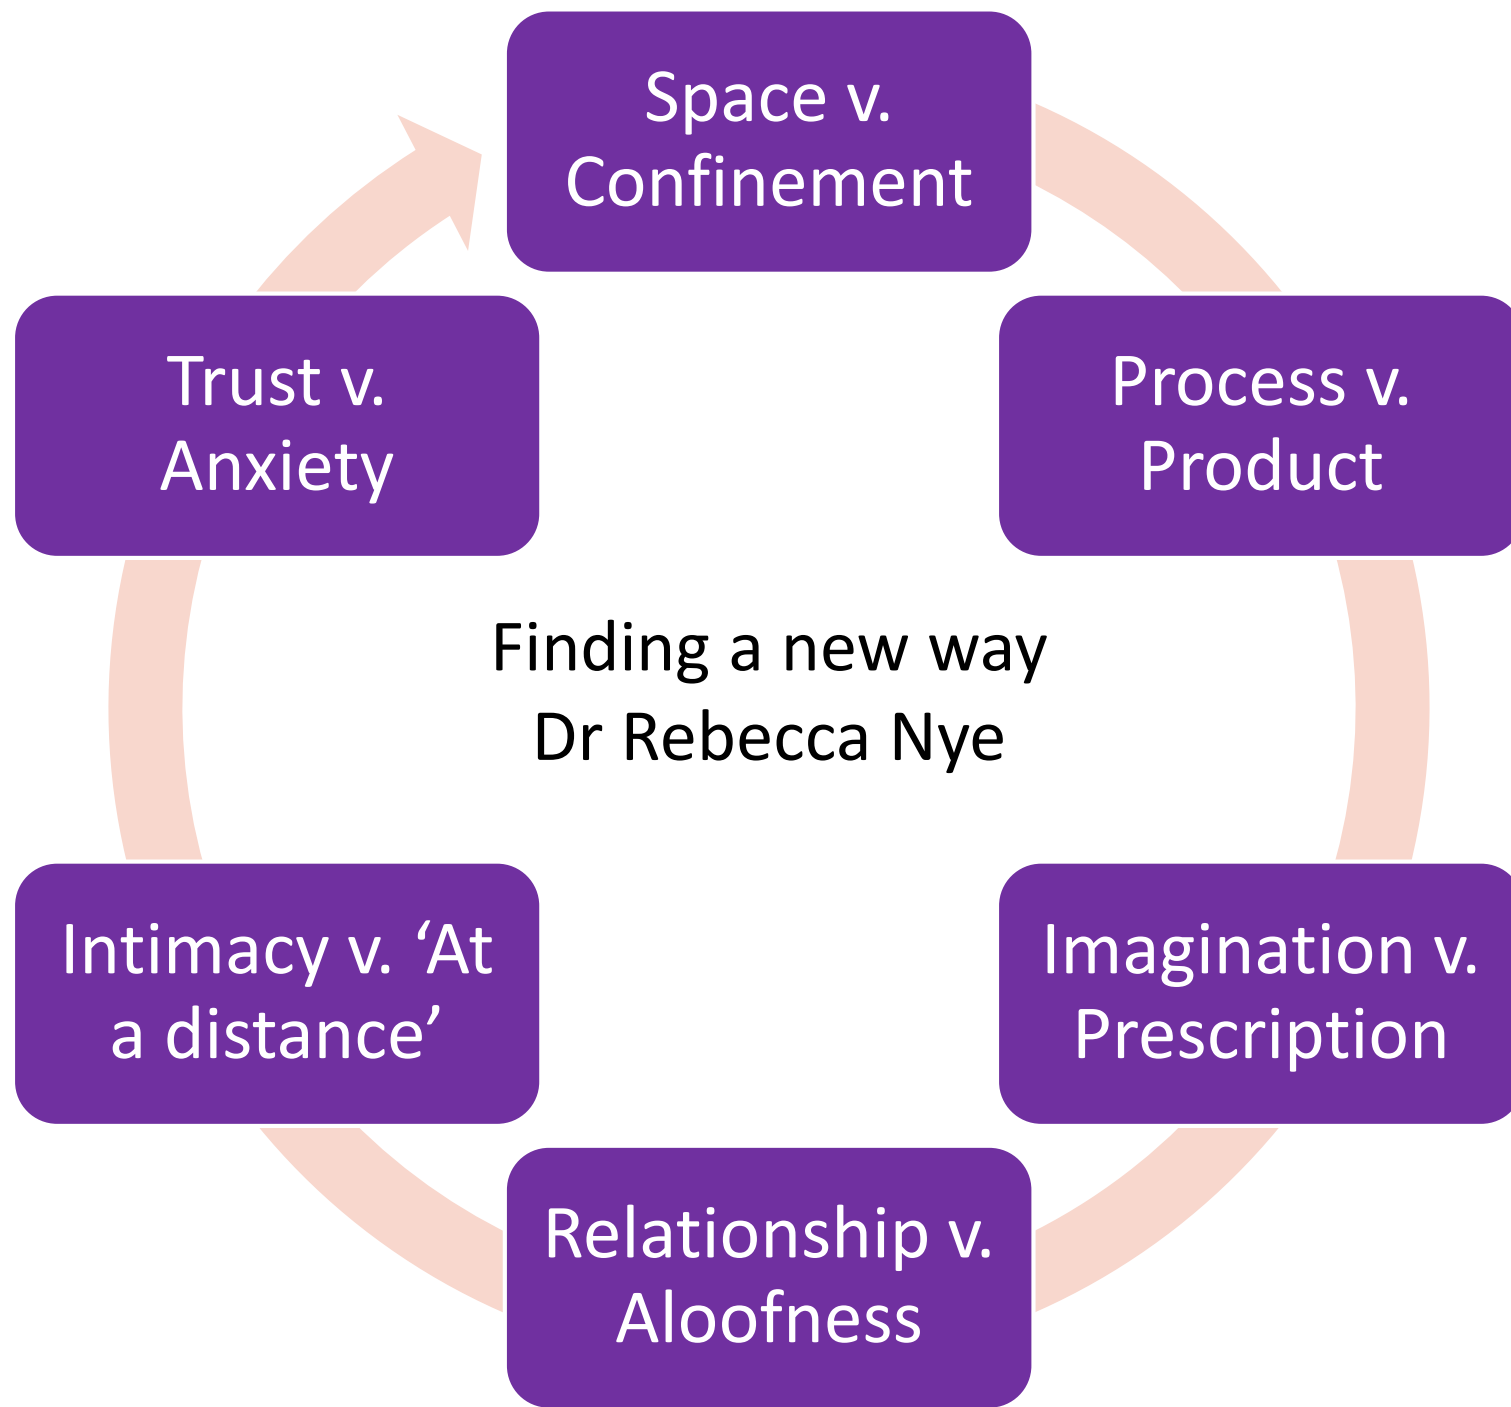 Space v.
Confinement
Process v.
Product
Imagination v.
Prescription
Relationship v.
Aloofness
Intimacy v. ‘At
a distance’
Trust v.
Anxiety
Finding a new way
Dr Rebecca Nye